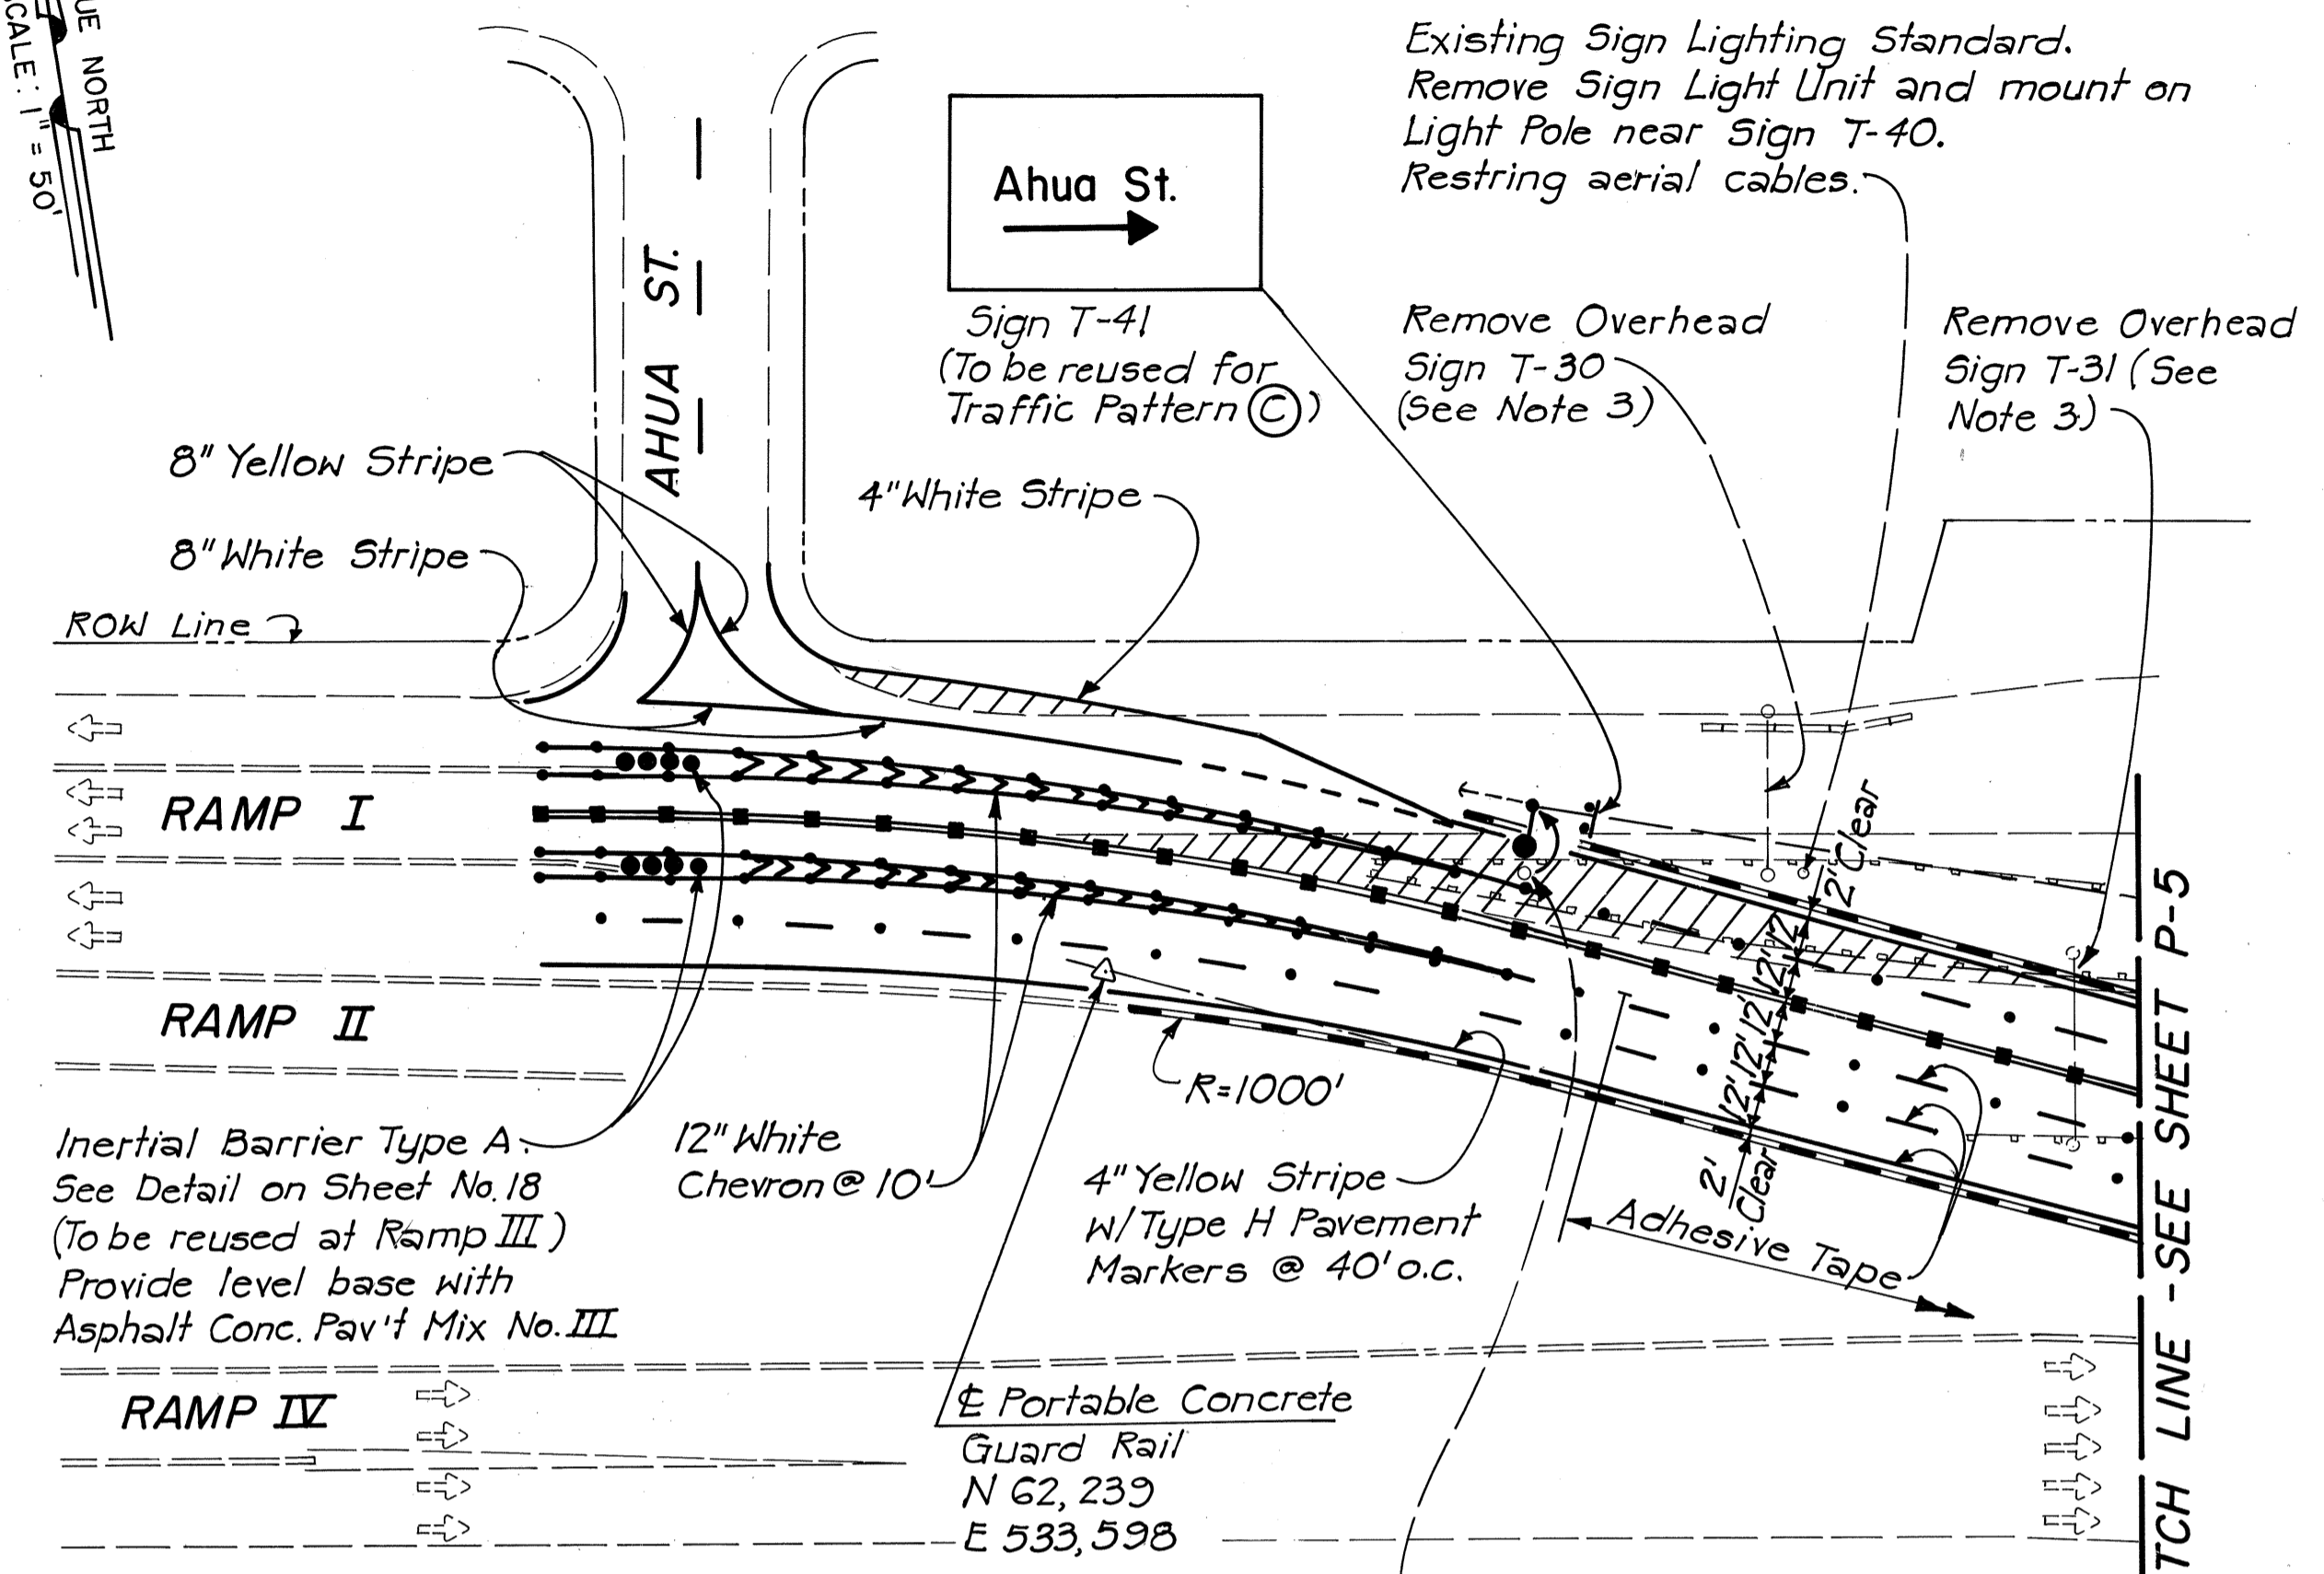 UE NORTH
CALE: 1" = 50'
Existing Sign Lighting Standard.
Remove Sign Light Unit and mount on
Light Pole near Sign T-40.
Restring aerial cables.
Ahua St.
Sign T-41
(To be reused for
Traffic Pattern C)
Remove Overhead
Sign T-30
(See Note 3)
Remove Overhead
Sign T-31 (See
Note 3)
AHUA ST.
8" Yellow Stripe
4" White Stripe
8" White Stripe
ROW Line
RAMP I
RAMP II
2' Clear
12'
12'
12'
12'
12'
2'
Clear
R=1000'
Inertial Barrier Type A.
See Detail on Sheet No. 18
(To be reused at Ramp III)
Provide level base with
Asphalt Conc. Pav't Mix No. III
12" White
Chevron @ 10'
4" Yellow Stripe
w/Type H Pavement
Markers @ 40' o.c.
Adhesive Tape
RAMP IV
℄ Portable Concrete
Guard Rail
N 62,239
E 533,598
TCH LINE - SEE SHEET P-5